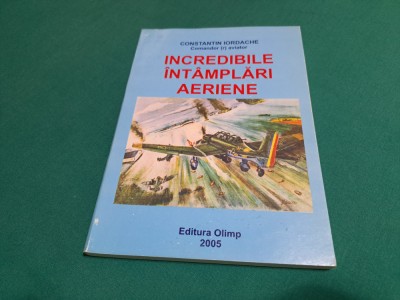 CONSTANTIN IORDACHE
Comandor (r) aviator
INCREDIBILE
ÎNTÂMPLĂRI
AERIENE
Editura Olimp
2005